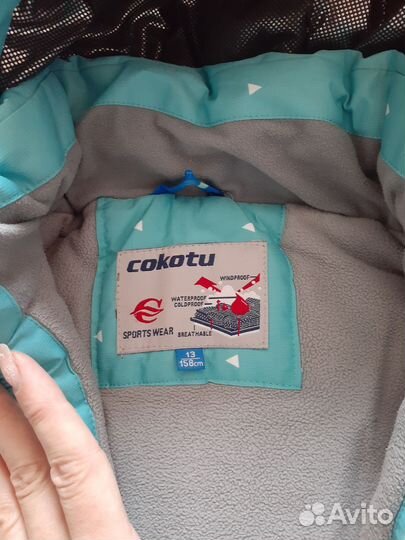 cokotu
WINDPROOF
WATERPROOF
COLDPROOF
SPORTS WEAR
BREATHABLE
13
158cm
Avito